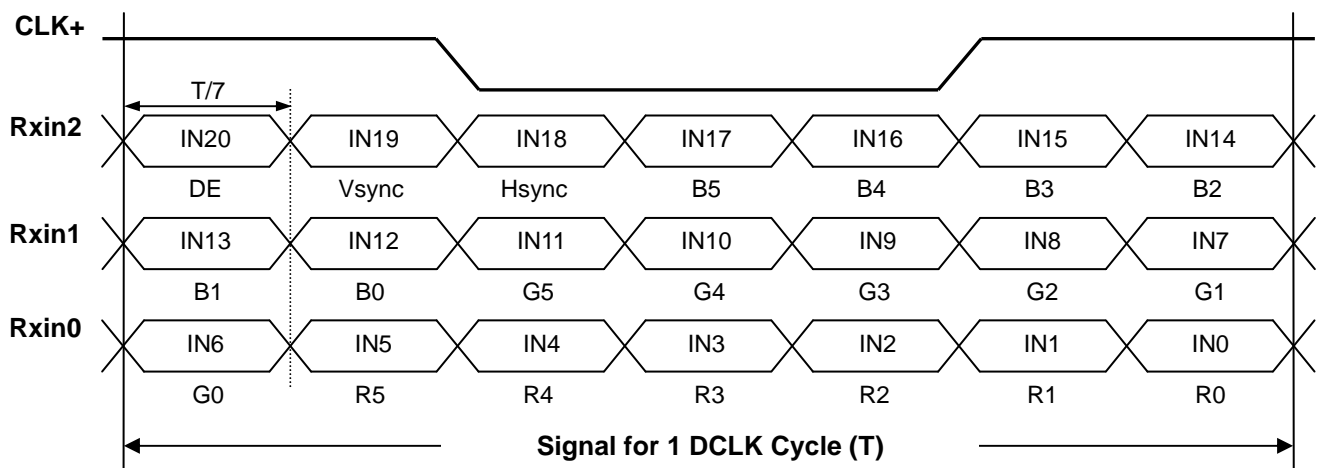 CLK+
T/7
Rxin2 IN20 IN19 IN18 IN17 IN16 IN15 IN14
DE Vsync Hsync B5 B4 B3 B2
Rxin1 IN13 IN12 IN11 IN10 IN9 IN8 IN7
B1 B0 G5 G4 G3 G2 G1
Rxin0 IN6 IN5 IN4 IN3 IN2 IN1 IN0
G0 R5 R4 R3 R2 R1 R0
Signal for 1 DCLK Cycle (T)